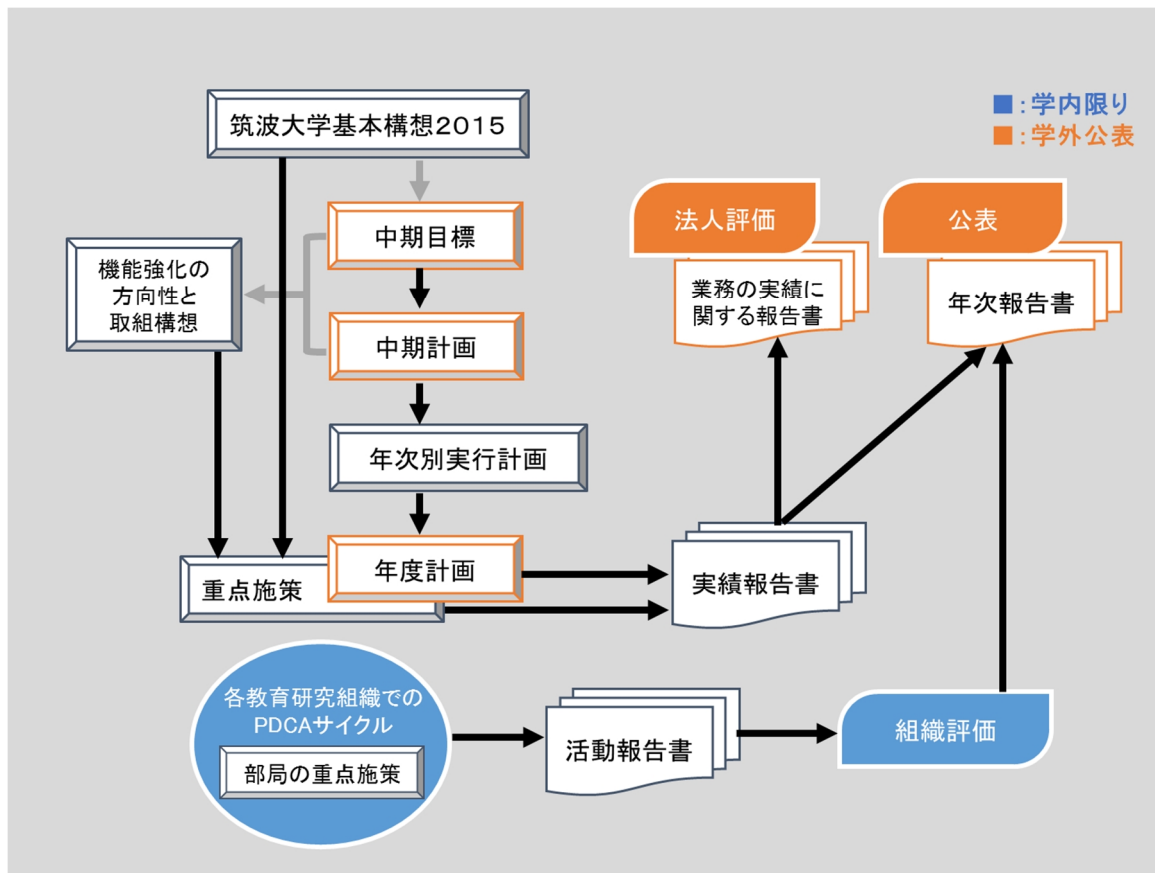 筑波大学基本構想2015
■:学内限り
■:学外公表
中期目標
機能強化の
方向性と
取組構想
中期計画
年次別実行計画
年度計画
重点施策
法人評価
業務の実績に
関する報告書
公表
年次報告書
実績報告書
各教育研究組織での
PDCAサイクル
部局の重点施策
活動報告書
組織評価